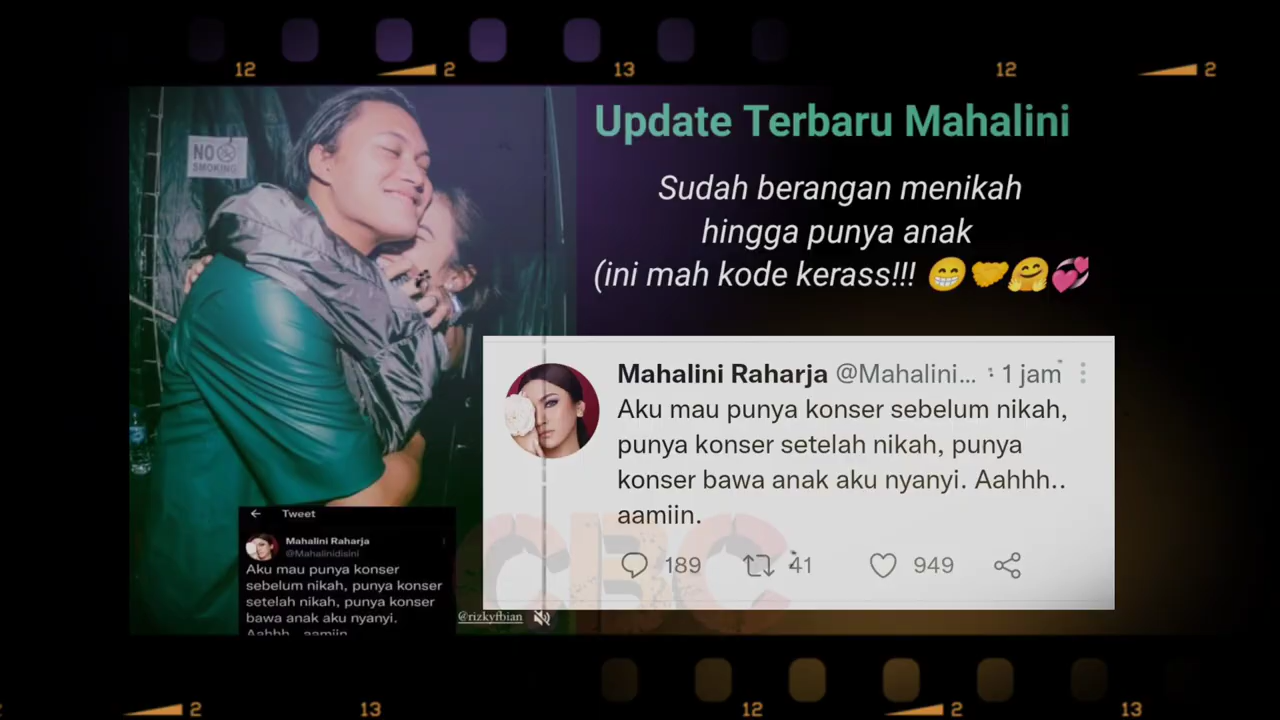 12
2
13
12
2
NO
SMOKING
Update Terbaru Mahalini
Sudah berangan menikah
hingga punya anak
(ini mah kode kerass!!! 😁🤝🤗💞
Mahalini Raharja @Mahalini... · 1 jam
Aku mau punya konser sebelum nikah,
punya konser setelah nikah, punya
konser bawa anak aku nyanyi. Aahhh..
aamiin.
189 41 949
CBC
Tweet
Mahalini Raharja
@Mahalinidisini
Aku mau punya konser
sebelum nikah, punya konser
setelah nikah, punya konser
bawa anak aku nyanyi.
Aahhh.. aamiin
@rizkyfbian
2
13
12
2
13